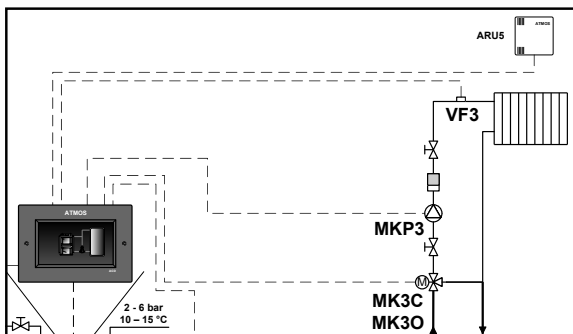 ARU5
ATMOS
VF3
ATMOS
MKP3
M
MK3C
MK3O
2 - 6 bar
10 – 15 °C